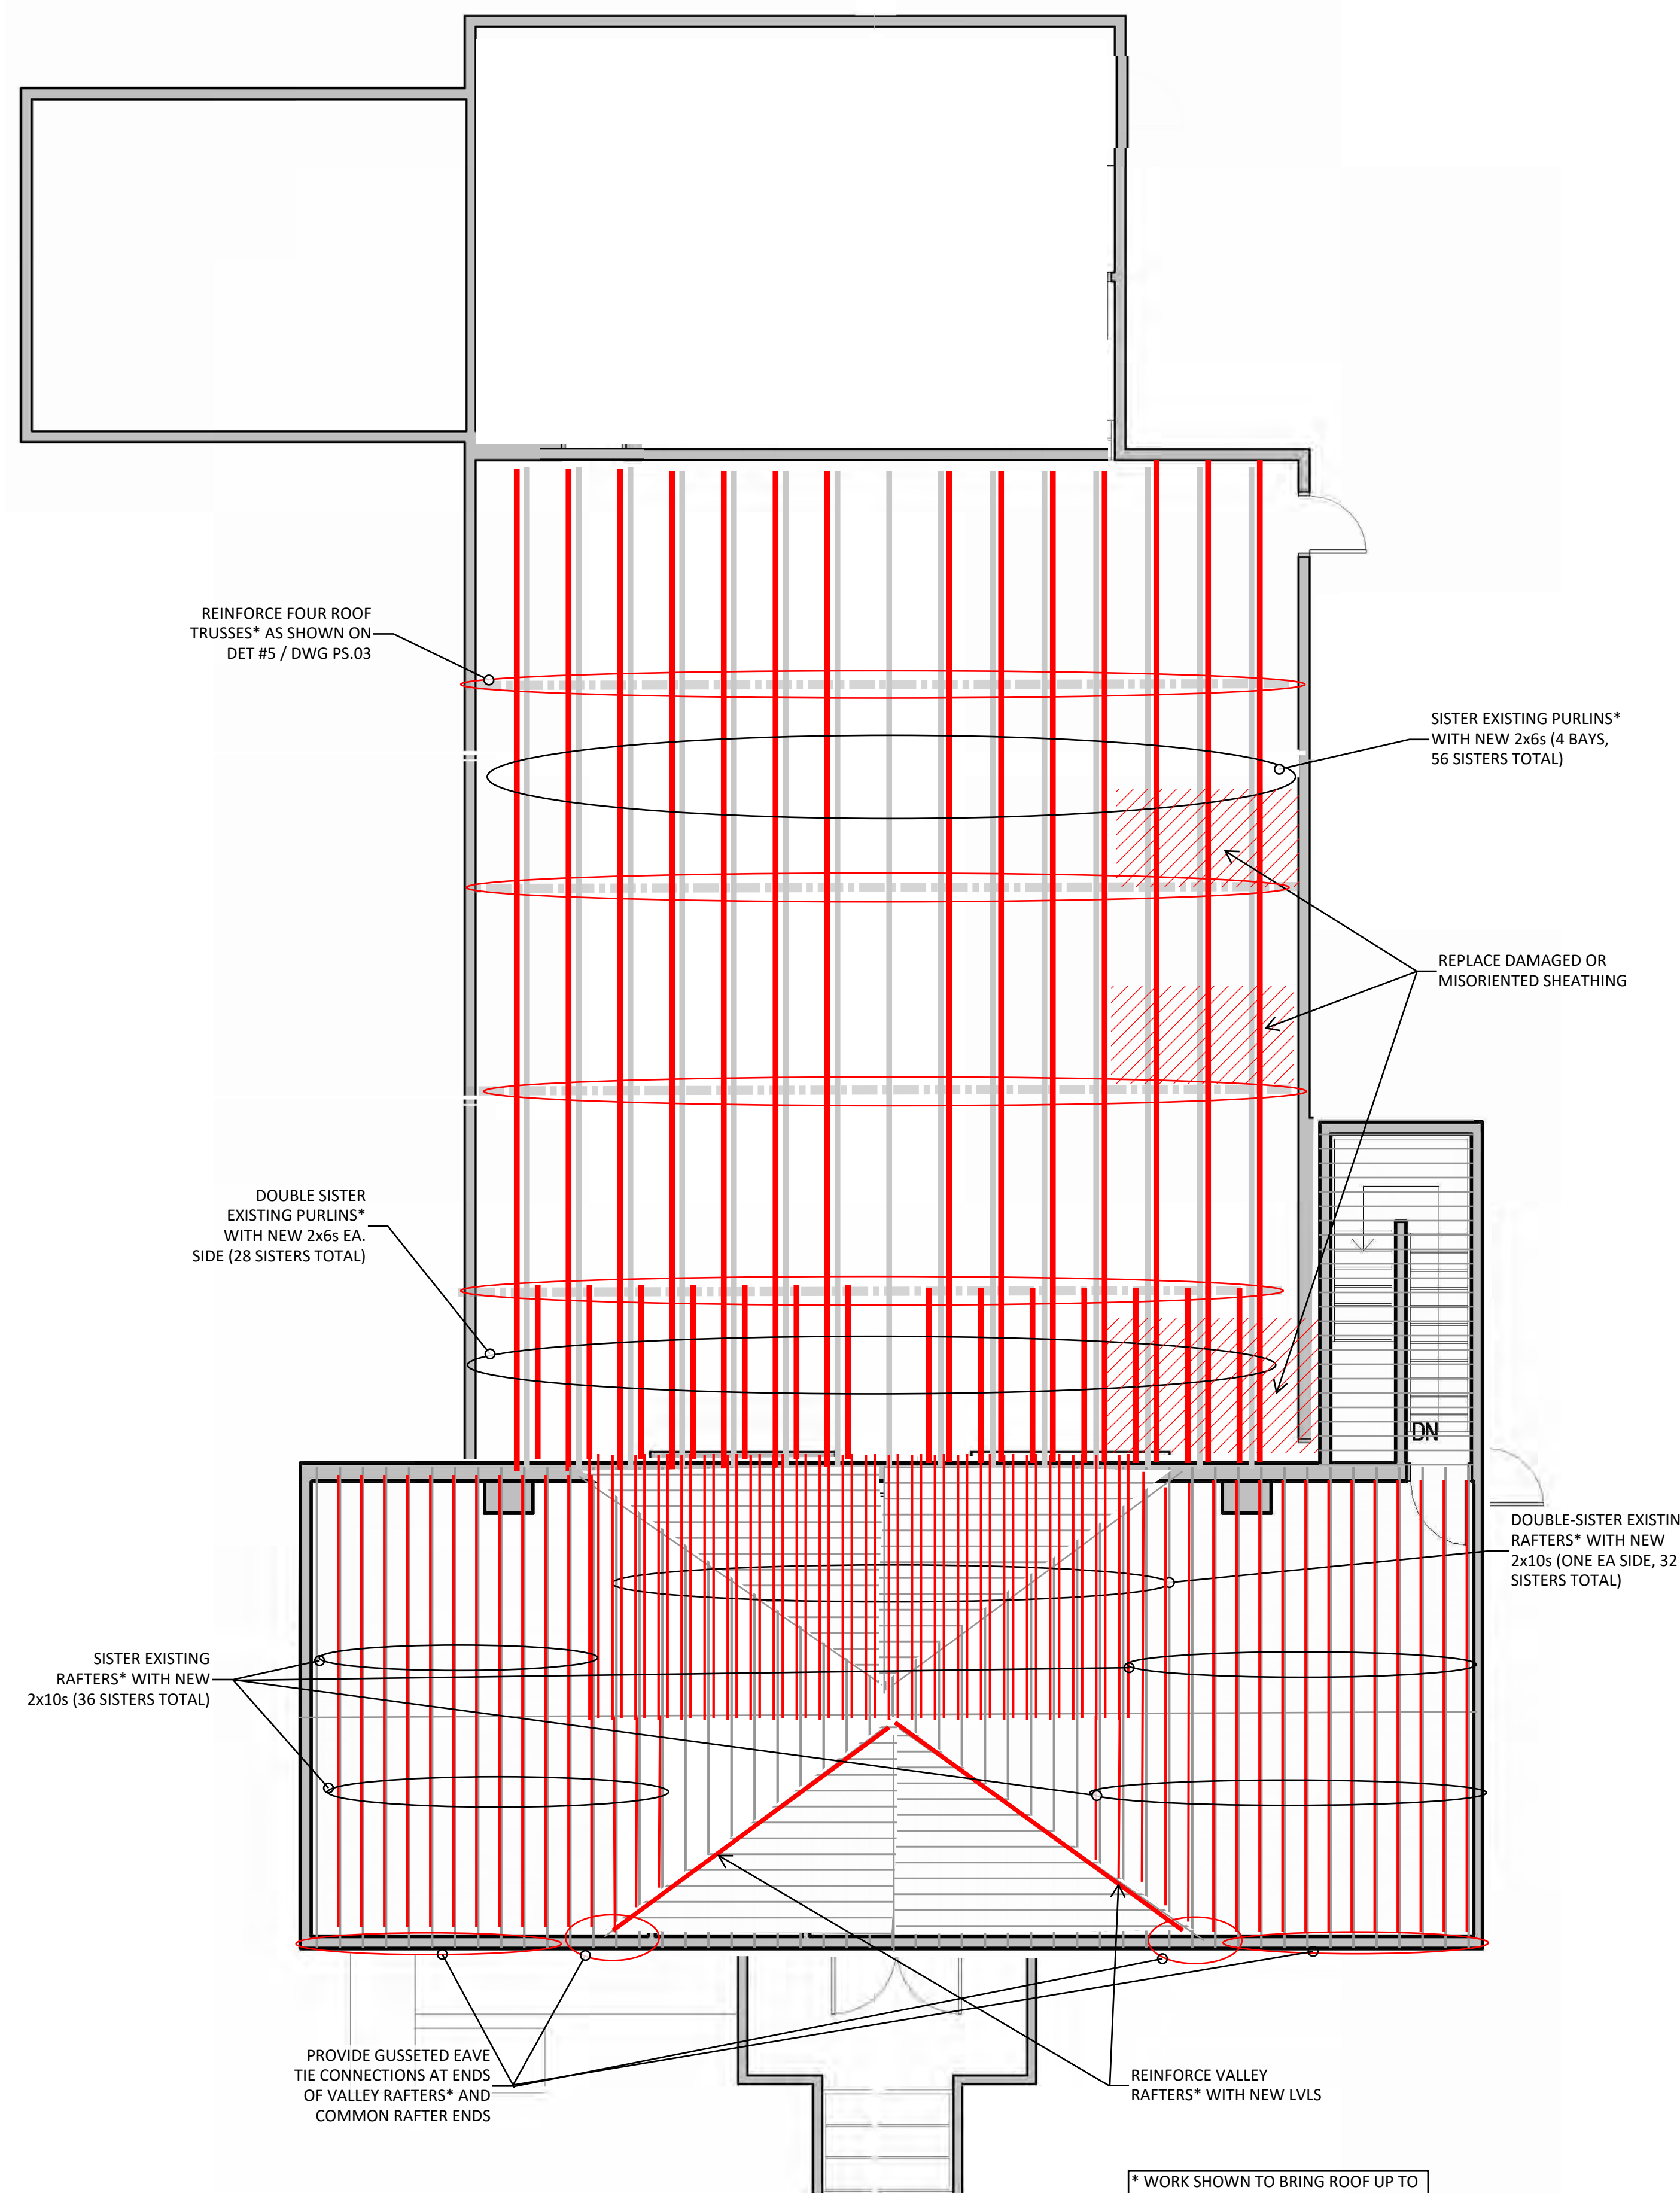 REINFORCE FOUR ROOF
TRUSSES* AS SHOWN ON
DET #5 / DWG PS.03
SISTER EXISTING PURLINS*
WITH NEW 2x6s (4 BAYS,
56 SISTERS TOTAL)
REPLACE DAMAGED OR
MISORIENTED SHEATHING
DOUBLE SISTER
EXISTING PURLINS*
WITH NEW 2x6s EA.
SIDE (28 SISTERS TOTAL)
DN
DOUBLE-SISTER EXISTIN
RAFTERS* WITH NEW
2x10s (ONE EA SIDE, 32
SISTERS TOTAL)
SISTER EXISTING
RAFTERS* WITH NEW
2x10s (36 SISTERS TOTAL)
PROVIDE GUSSETED EAVE
TIE CONNECTIONS AT ENDS
OF VALLEY RAFTERS* AND
COMMON RAFTER ENDS
REINFORCE VALLEY
RAFTERS* WITH NEW LVLS
* WORK SHOWN TO BRING ROOF UP TO